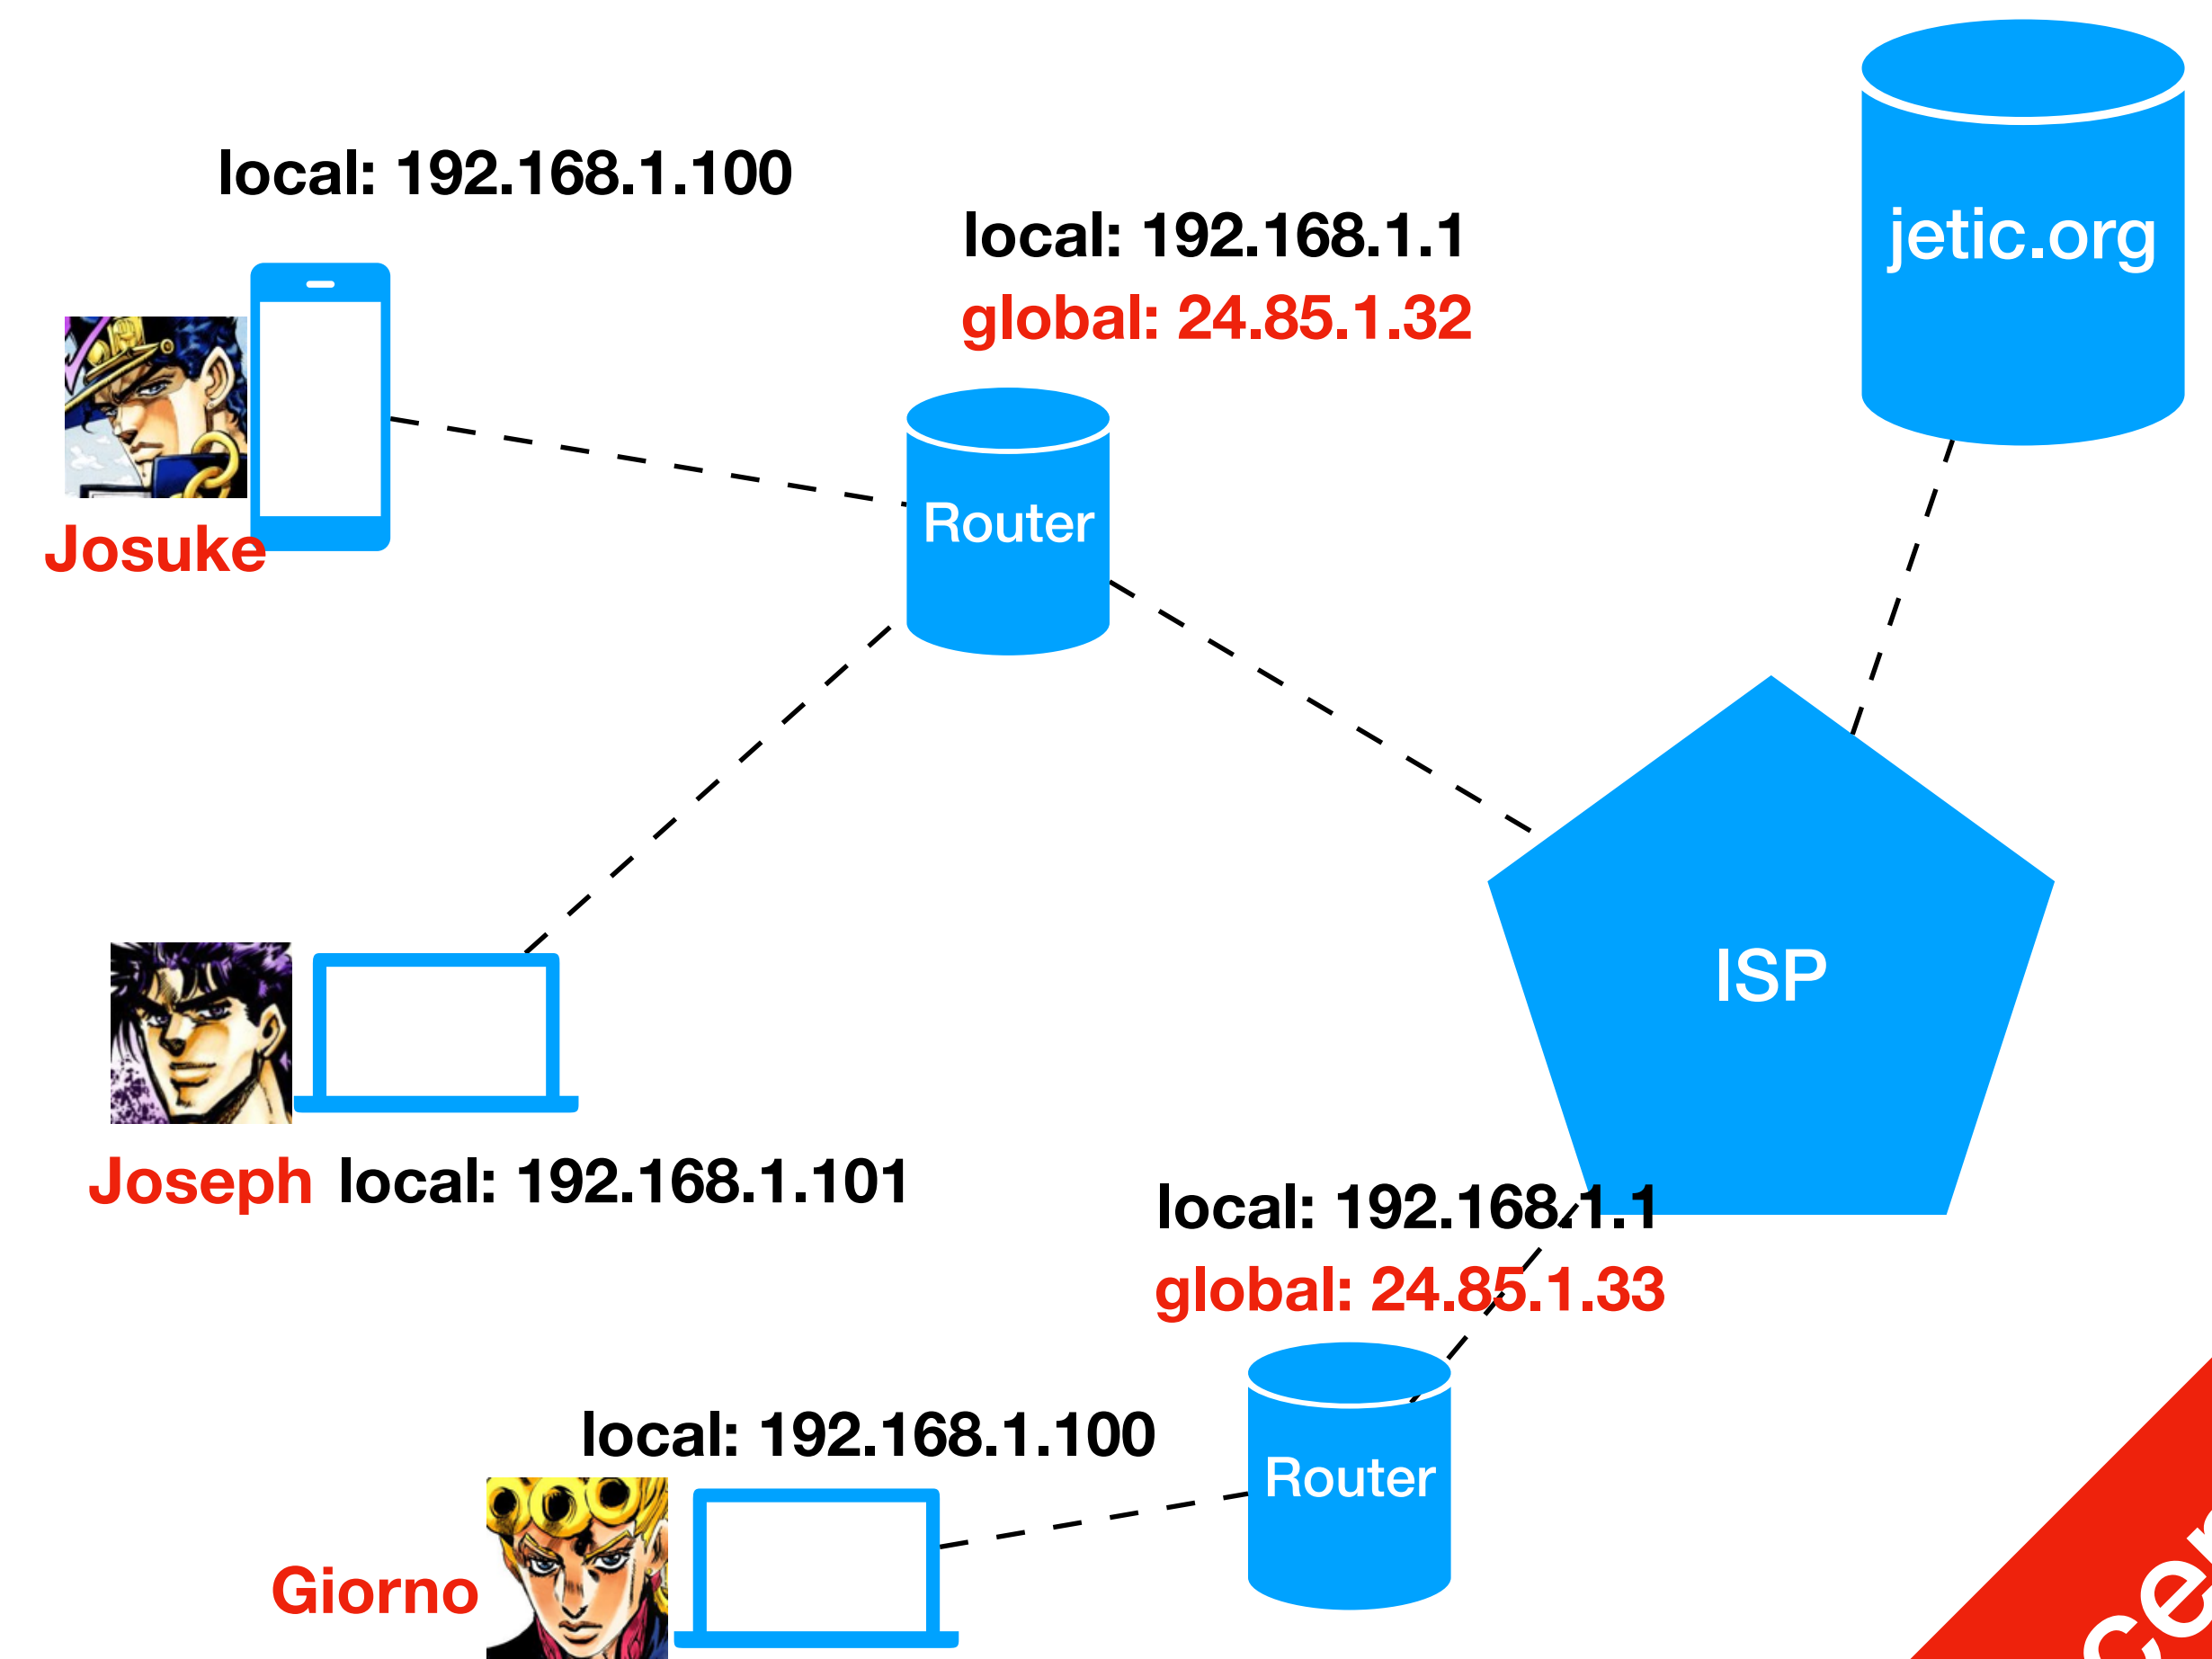 local: 192.168.1.100
local: 192.168.1.1
global: 24.85.1.32
jetic.org
Router
Josuke
ISP
Joseph
local: 192.168.1.101
local: 192.168.1.1
global: 24.85.1.33
local: 192.168.1.100
Router
Giorno